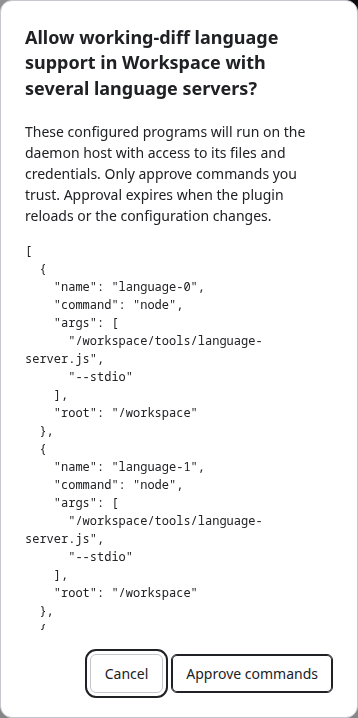 Allow working-diff language
support in Workspace with
several language servers?
These configured programs will run on the
daemon host with access to its files and
credentials. Only approve commands you
trust. Approval expires when the plugin
reloads or the configuration changes.
[
  {
    "name": "language-0",
    "command": "node",
    "args": [
      "/workspace/tools/language-
server.js",
      "--stdio"
    ],
    "root": "/workspace"
  },
  {
    "name": "language-1",
    "command": "node",
    "args": [
      "/workspace/tools/language-
server.js",
      "--stdio"
    ],
    "root": "/workspace"
  },
  {
Cancel
Approve commands